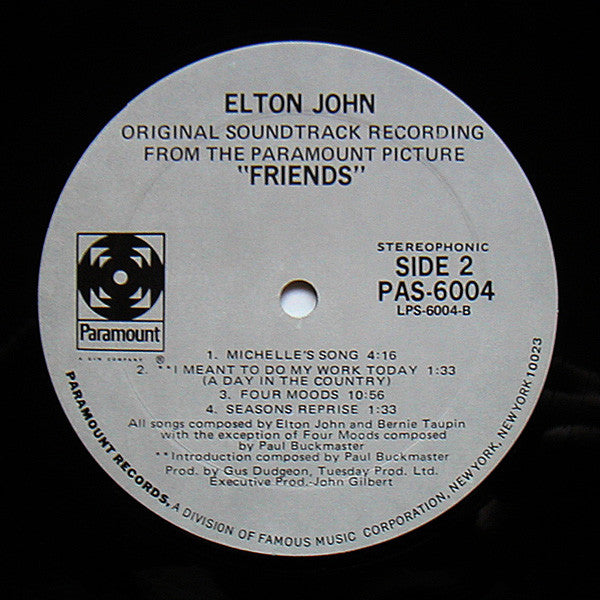 ELTON JOHN
ORIGINAL SOUNDTRACK RECORDING
FROM THE PARAMOUNT PICTURE
"FRIENDS"
Paramount
A G+W COMPANY ®
STEREOPHONIC
SIDE 2
PAS-6004
LPS-6004-B
1. MICHELLE'S SONG 4:16
2. **I MEANT TO DO MY WORK TODAY 1:33
(A DAY IN THE COUNTRY)
3. FOUR MOODS 10:56
4. SEASONS REPRISE 1:33
All songs composed by Elton John and Bernie Taupin
with the exception of Four Moods composed
by Paul Buckmaster
**Introduction composed by Paul Buckmaster
Prod. by Gus Dudgeon, Tuesday Prod. Ltd.
Executive Prod.-John Gilbert
PARAMOUNT RECORDS, A DIVISION OF FAMOUS MUSIC CORPORATION, NEW YORK, NEW YORK 10023